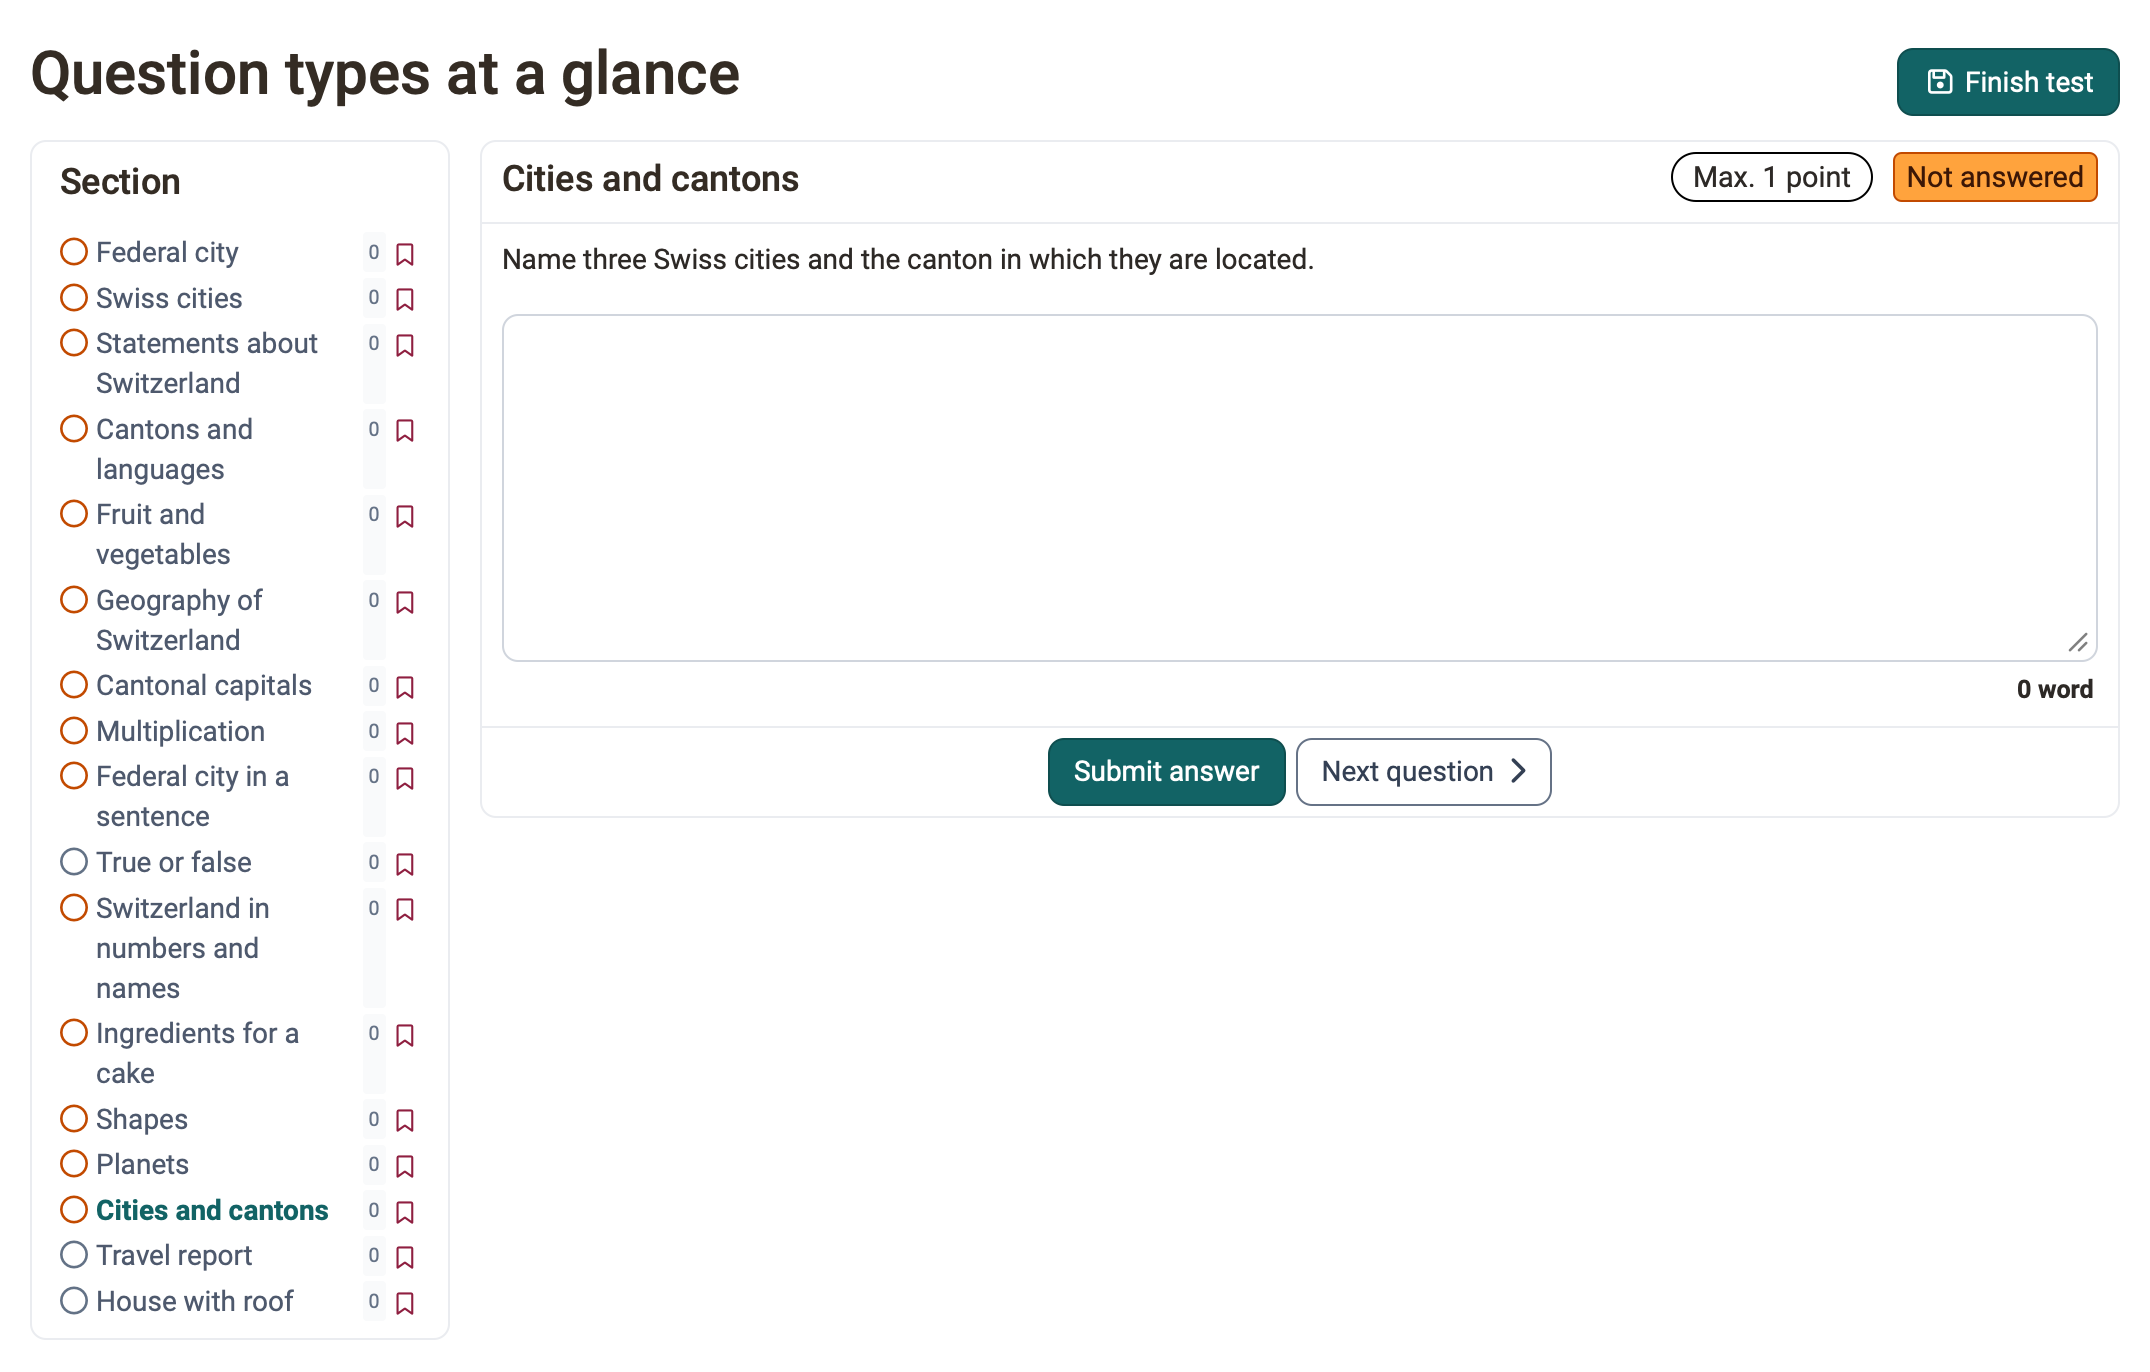 Question types at a glance
Finish test
Section
Federal city 0
Swiss cities 0
Statements about 0
Switzerland
Cantons and 0
languages
Fruit and 0
vegetables
Geography of 0
Switzerland
Cantonal capitals 0
Multiplication 0
Federal city in a 0
sentence
True or false 0
Switzerland in 0
numbers and
names
Ingredients for a 0
cake
Shapes 0
Planets 0
Cities and cantons 0
Travel report 0
House with roof 0
Cities and cantons
Max. 1 point
Not answered
Name three Swiss cities and the canton in which they are located.
0 word
Submit answer
Next question